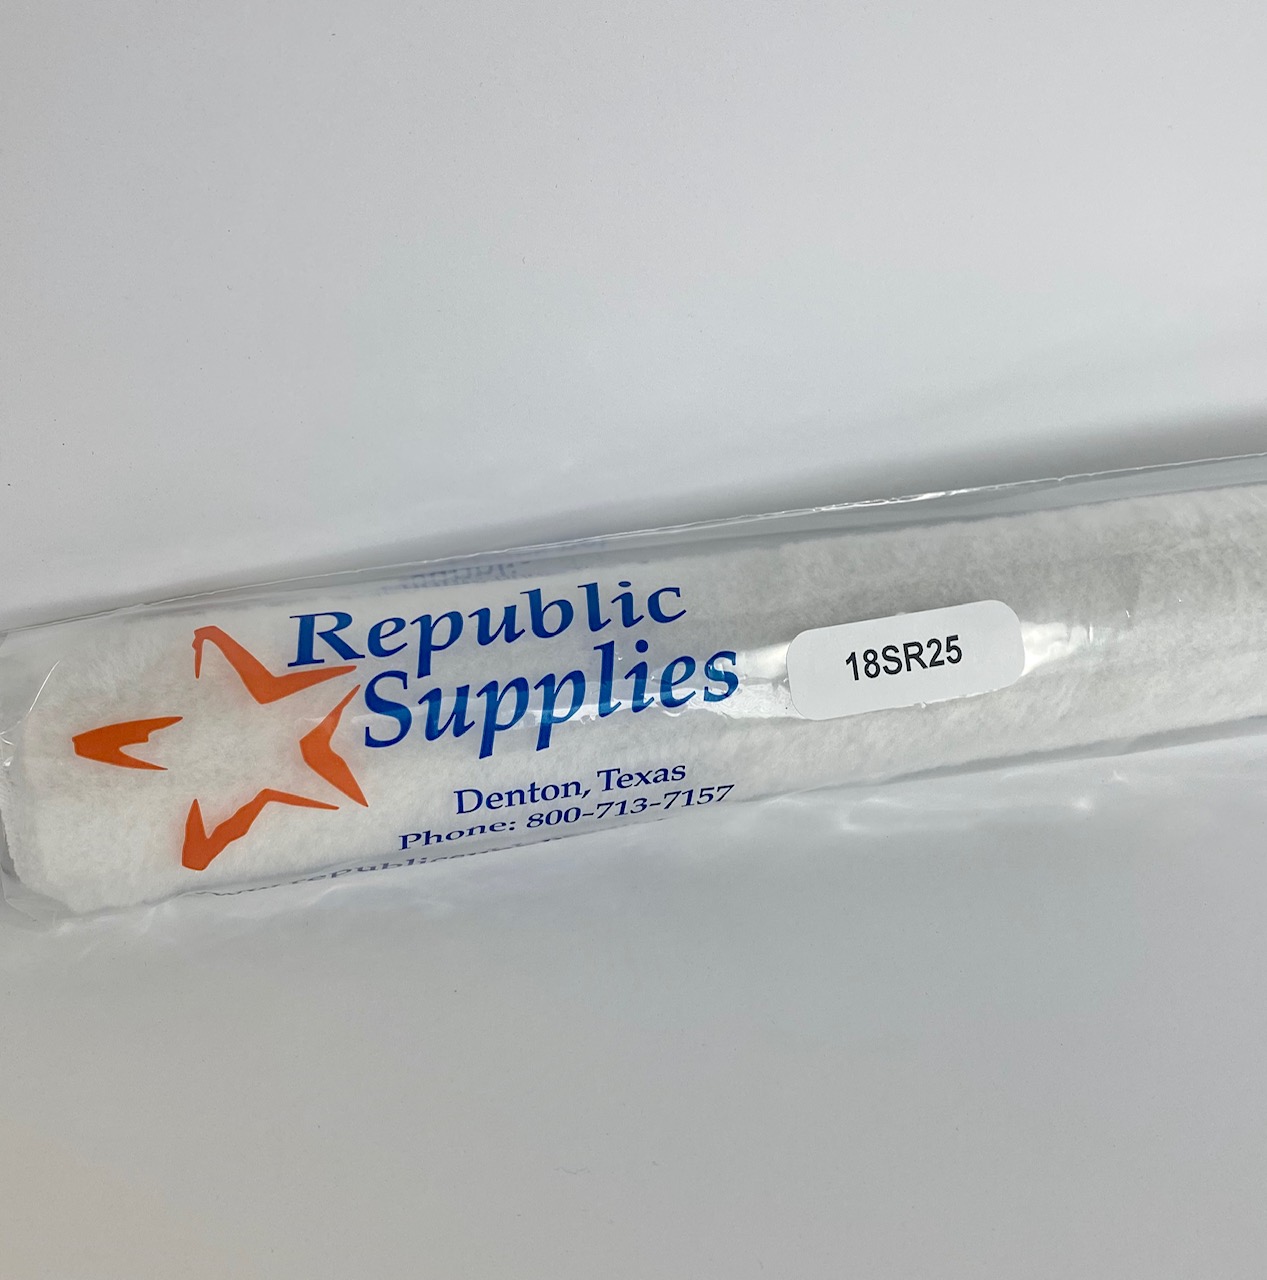 Republic
Supplies
18SR25
Denton, Texas
Phone: 800-713-7157